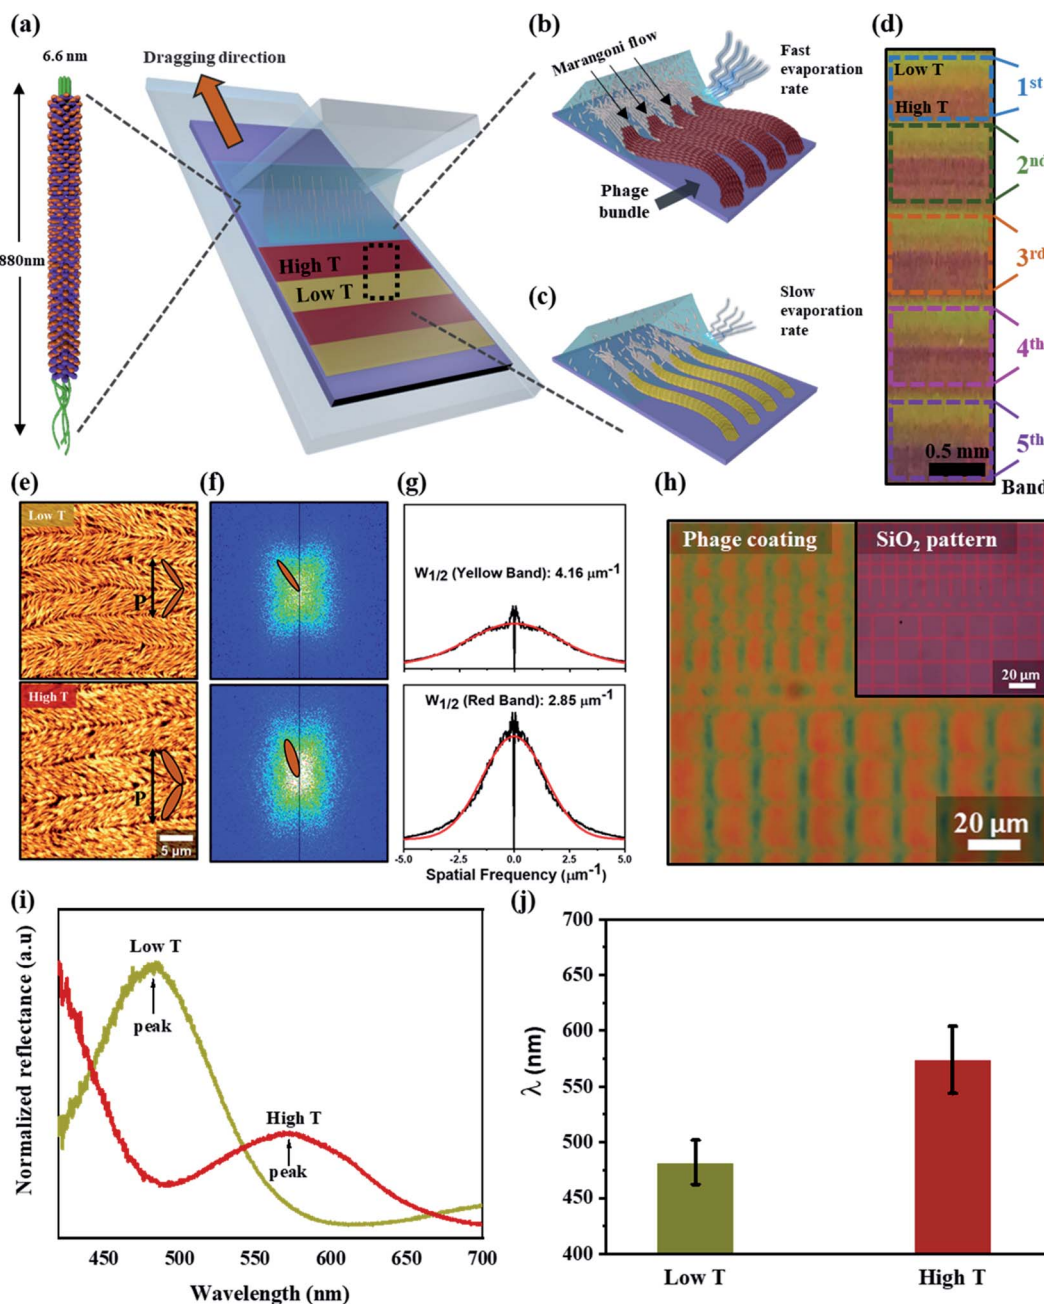 (a)
6.6 nm
880nm
Dragging direction
High T
Low T
(b)
Marangoni flow
Fast
evaporation
rate
Phage
bundle
(c)
Slow
evaporation
rate
(d)
Low T
High T
1st
2nd
3rd
4th
5th
0.5 mm
Band
(e)
Low T
P
High T
P
5 μm
(f)
(g)
W1/2 (Yellow Band): 4.16 μm-1
W1/2 (Red Band): 2.85 μm-1
-5.0 -2.5 0.0 2.5 5.0
Spatial Frequency (μm-1)
(h)
Phage coating
SiO2 pattern
20 μm
20 μm
(i)
Normalized reflectance (a.u)
Low T
peak
High T
peak
450 500 550 600 650 700
Wavelength (nm)
(j)
λ (nm)
700
650
600
550
500
450
400
Low T High T